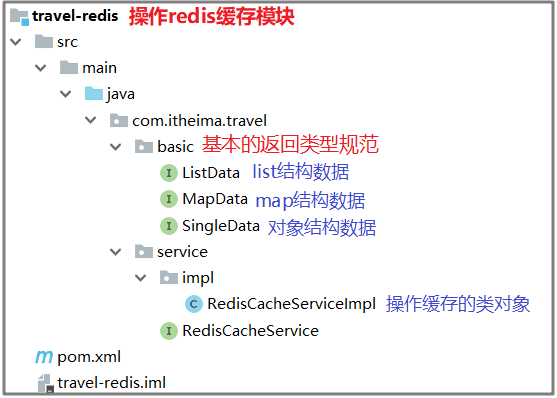 travel-redis 操作redis缓存模块
src
main
java
com.itheima.travel
basic 基本的返回类型规范
I ListData list结构数据
I MapData map结构数据
I SingleData 对象结构数据
service
impl
C RedisCacheServiceImpl 操作缓存的类对象
I RedisCacheService
m pom.xml
travel-redis.iml